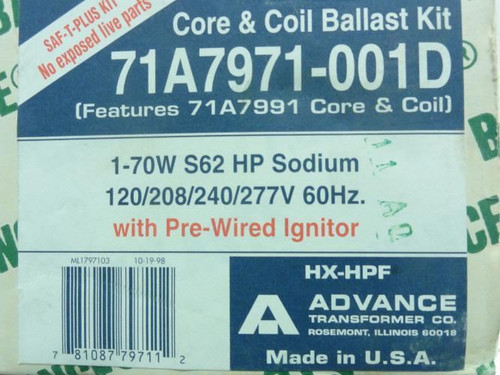 SAF-T-PLUS KIT
No exposed live parts
Core & Coil Ballast Kit
71A7971-001D
(Features 71A7991 Core & Coil)
1-70W S62 HP Sodium
120/208/240/277V 60Hz.
with Pre-Wired Ignitor
ML1797103 10-19-98
7 81087 79711 2
HX-HPF
ADVANCE
TRANSFORMER CO.
ROSEMONT, ILLINOIS 60018
Made in U.S.A.